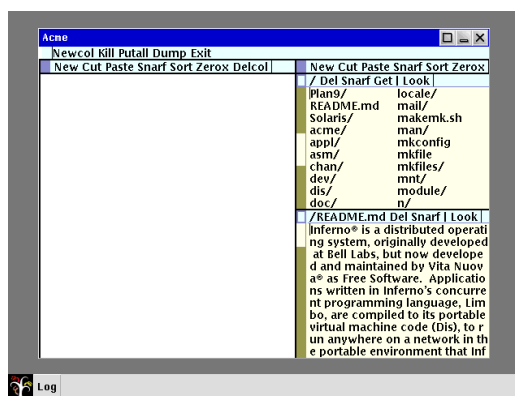 Acme
Newcol Kill Putall Dump Exit
New Cut Paste Snarf Sort Zerox Delcol
New Cut Paste Snarf Sort Zerox
/ Del Snarf Get | Look
Plan9/ locale/
README.md mail/
Solaris/ makemk.sh
acme/ man/
appl/ mkconfig
asm/ mkfile
chan/ mkfiles/
dev/ mnt/
dis/ module/
doc/ n/
/README.md Del Snarf | Look
Inferno® is a distributed operati
ng system, originally developed
at Bell Labs, but now develope
d and maintained by Vita Nuov
a® as Free Software. Applicatio
ns written in Inferno's concurre
nt programming language, Lim
bo, are compiled to its portable
virtual machine code (Dis), to r
un anywhere on a network in th
e portable environment that Inf
Log